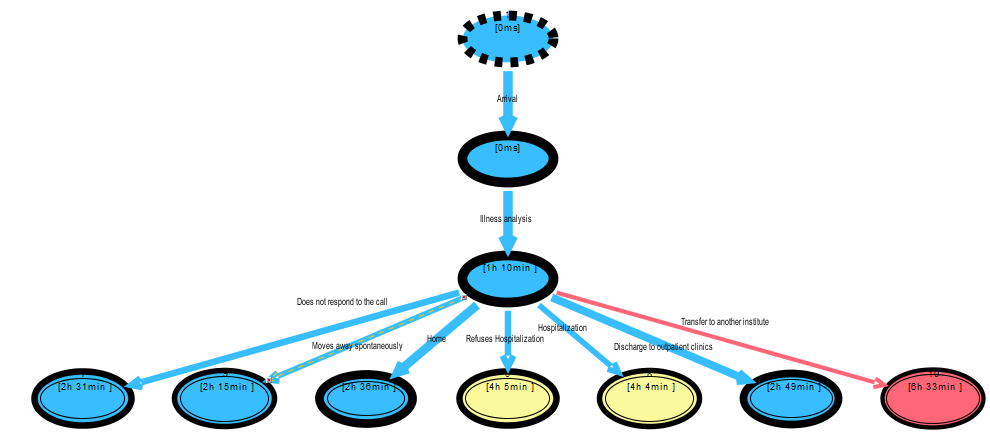 [0ms]
Arrival
[0ms]
Illness analysis
[1h 10min ]
Does not respond to the call
Moves away spontaneously
Home
Refuses Hospitalization
Hospitalization
Discharge to outpatient clinics
Transfer to another institute
[2h 31min ]
[2h 15min ]
[2h 36min ]
[4h 5min ]
[4h 4min ]
[2h 49min ]
10
[6h 33min ]